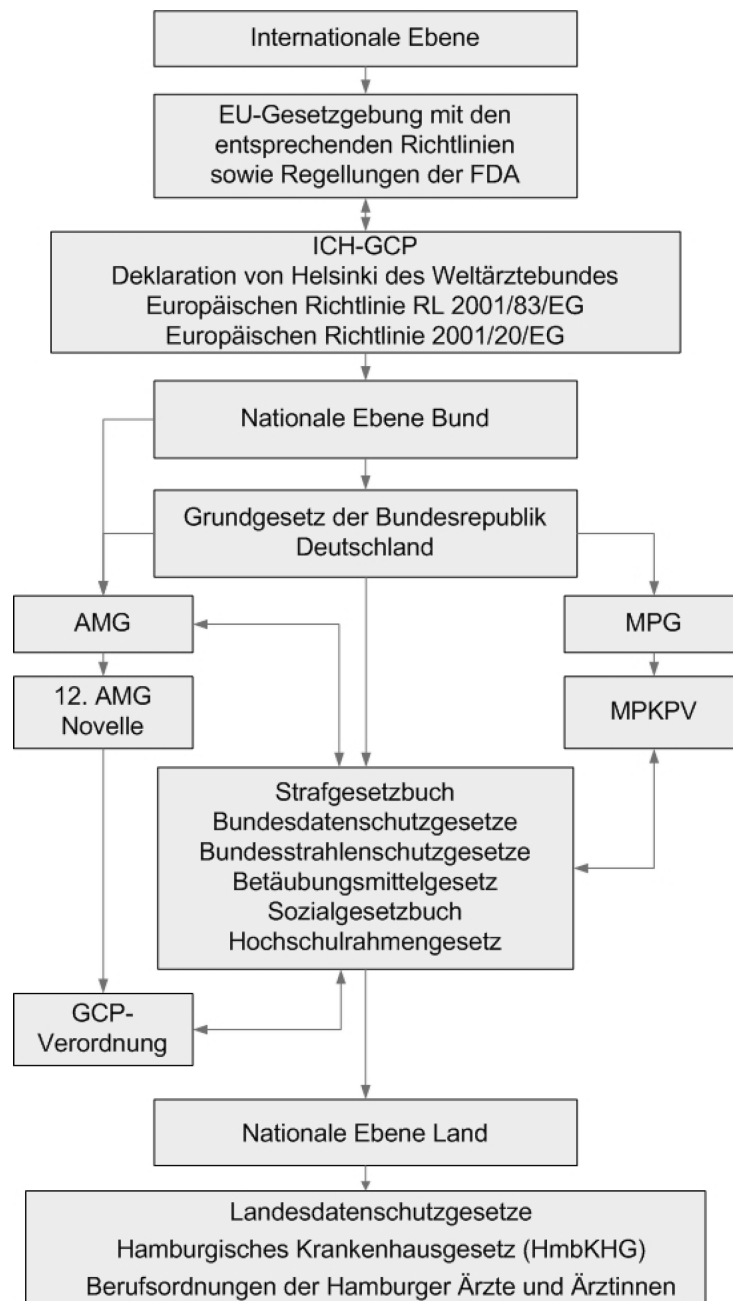 Internationale Ebene
EU-Gesetzgebung mit den
entsprechenden Richtlinien
sowie Regellungen der FDA
ICH-GCP
Deklaration von Helsinki des Weltärztebundes
Europäischen Richtlinie RL 2001/83/EG
Europäischen Richtlinie 2001/20/EG
Nationale Ebene Bund
Grundgesetz der Bundesrepublik
Deutschland
AMG
MPG
12. AMG
Novelle
MPKPV
Strafgesetzbuch
Bundesdatenschutzgesetze
Bundesstrahlenschutzgesetze
Betäubungsmittelgesetz
Sozialgesetzbuch
Hochschulrahmengesetz
GCP-
Verordnung
Nationale Ebene Land
Landesdatenschutzgesetze
Hamburgisches Krankenhausgesetz (HmbKHG)
Berufsordnungen der Hamburger Ärzte und Ärztinnen